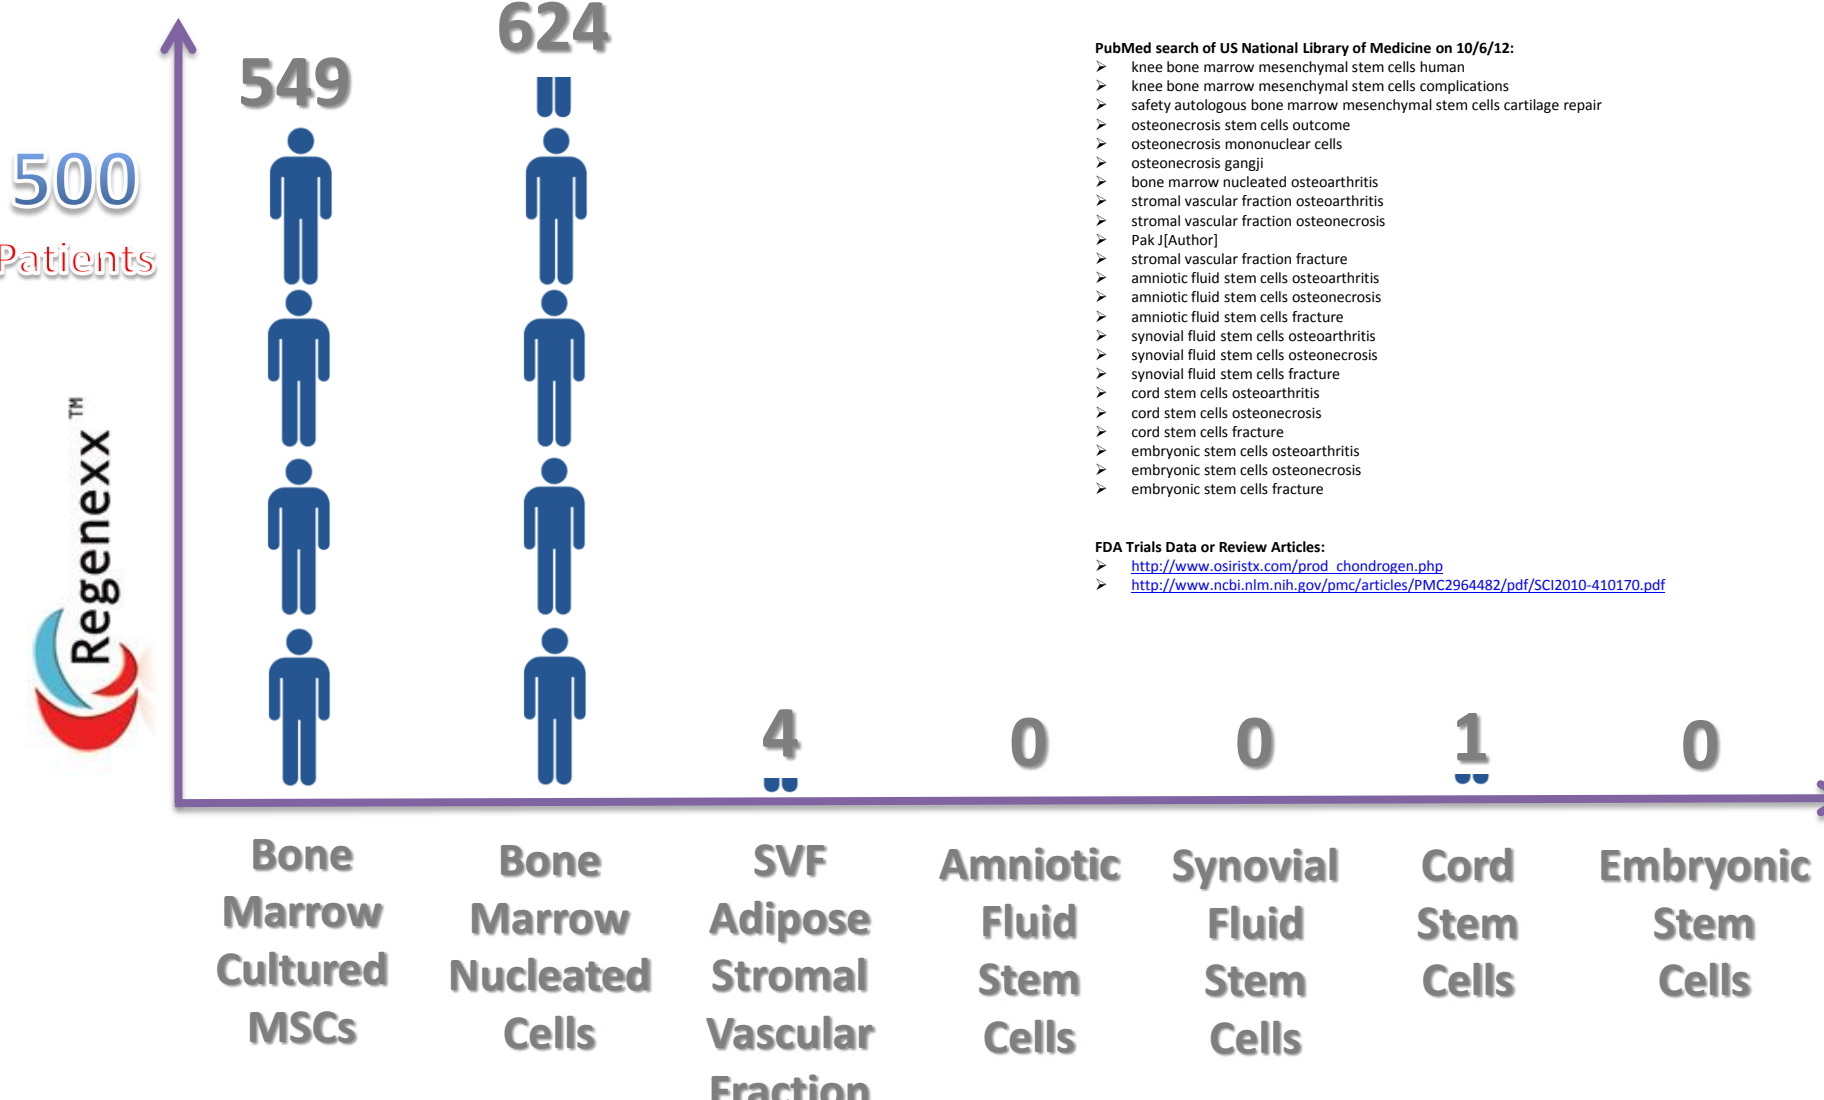 624
549
500
Patients
Regenexx™
PubMed search of US National Library of Medicine on 10/6/12:
➢ knee bone marrow mesenchymal stem cells human
➢ knee bone marrow mesenchymal stem cells complications
➢ safety autologous bone marrow mesenchymal stem cells cartilage repair
➢ osteonecrosis stem cells outcome
➢ osteonecrosis mononuclear cells
➢ osteonecrosis gangji
➢ bone marrow nucleated osteoarthritis
➢ stromal vascular fraction osteoarthritis
➢ stromal vascular fraction osteonecrosis
➢ Pak J[Author]
➢ stromal vascular fraction fracture
➢ amniotic fluid stem cells osteoarthritis
➢ amniotic fluid stem cells osteonecrosis
➢ amniotic fluid stem cells fracture
➢ synovial fluid stem cells osteoarthritis
➢ synovial fluid stem cells osteonecrosis
➢ synovial fluid stem cells fracture
➢ cord stem cells osteoarthritis
➢ cord stem cells osteonecrosis
➢ cord stem cells fracture
➢ embryonic stem cells osteoarthritis
➢ embryonic stem cells osteonecrosis
➢ embryonic stem cells fracture
FDA Trials Data or Review Articles:
➢ http://www.osiristx.com/prod_chondrogen.php
➢ http://www.ncbi.nlm.nih.gov/pmc/articles/PMC2964482/pdf/SCI2010-410170.pdf
4
0
0
1
0
Bone
Marrow
Cultured
MSCs
Bone
Marrow
Nucleated
Cells
SVF
Adipose
Stromal
Vascular
Fraction
Amniotic
Fluid
Stem
Cells
Synovial
Fluid
Stem
Cells
Cord
Stem
Cells
Embryonic
Stem
Cells